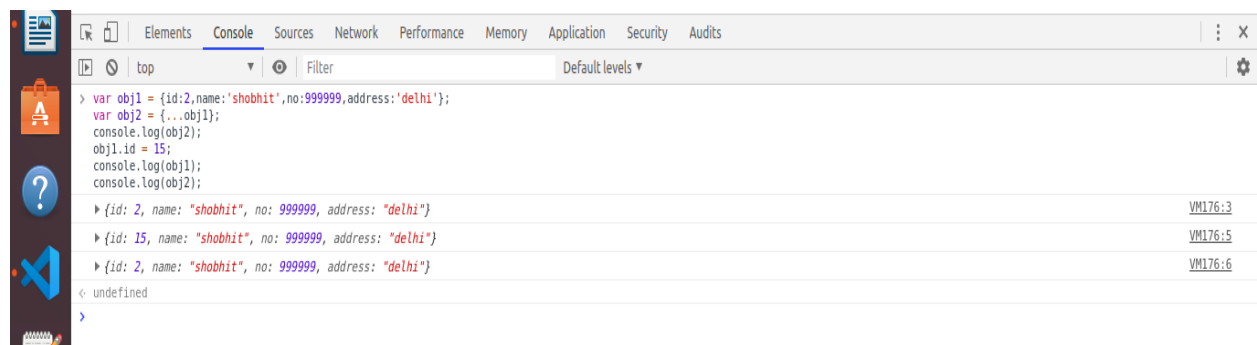 Elements Console Sources Network Performance Memory Application Security Audits
top Filter Default levels
var obj1 = {id:2,name:'shobhit',no:999999,address:'delhi'};
var obj2 = {...obj1};
console.log(obj2);
obj1.id = 15;
console.log(obj1);
console.log(obj2);
{id: 2, name: "shobhit", no: 999999, address: "delhi"} VM176:3
{id: 15, name: "shobhit", no: 999999, address: "delhi"} VM176:5
{id: 2, name: "shobhit", no: 999999, address: "delhi"} VM176:6
undefined